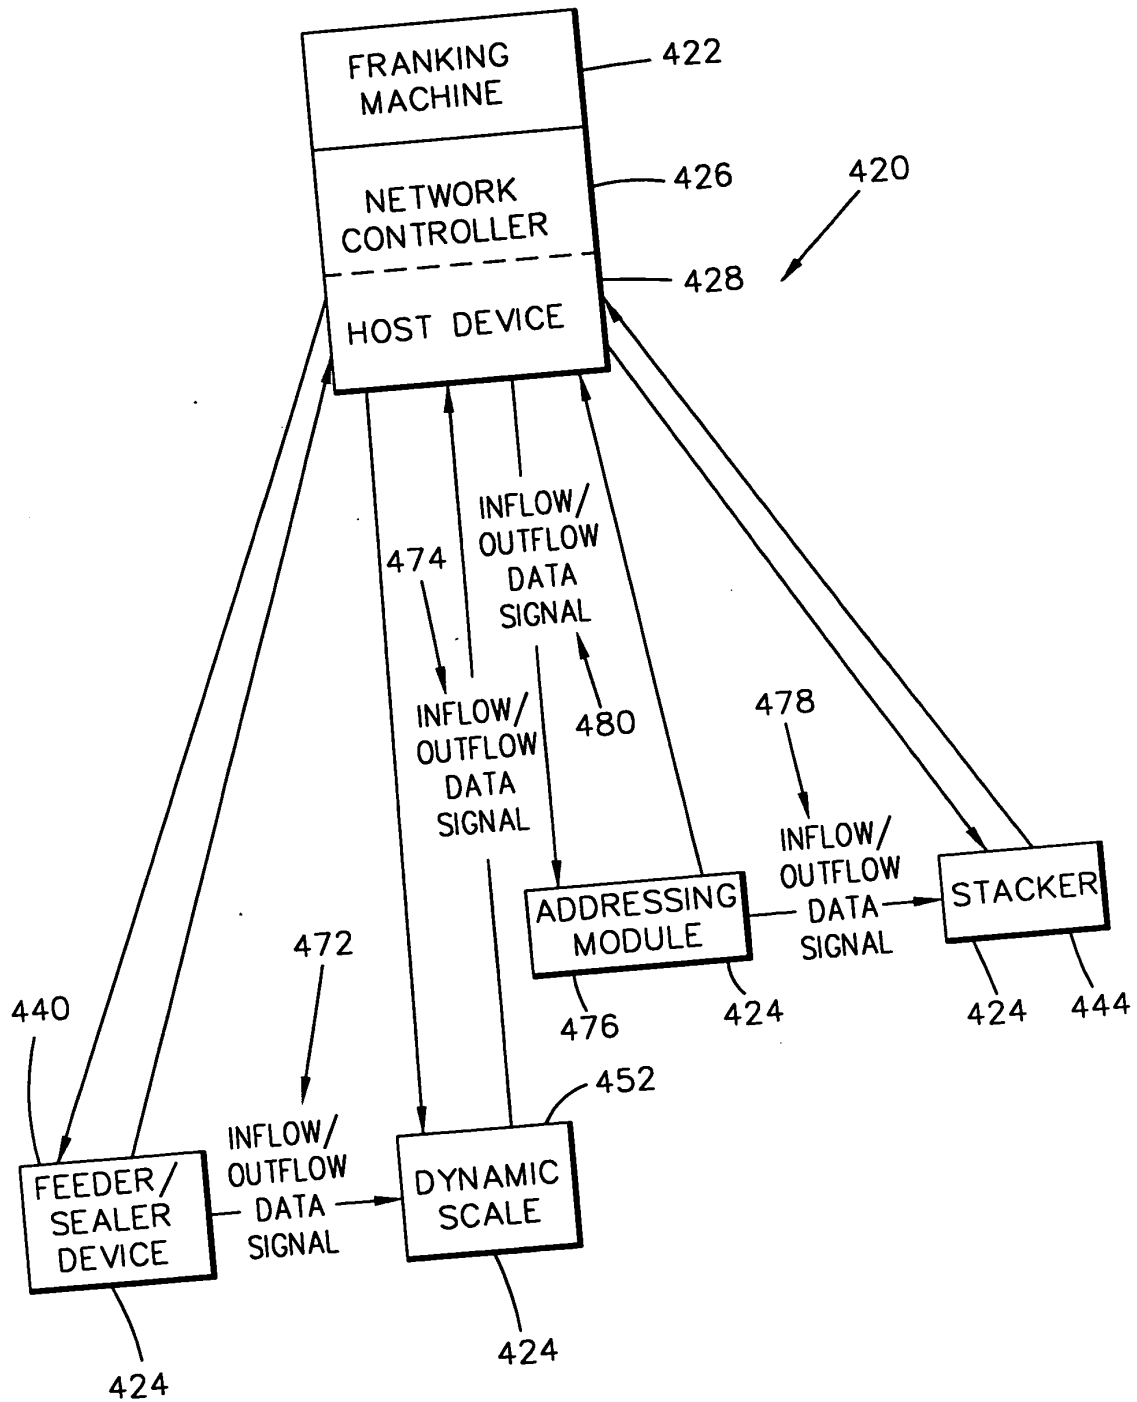 FRANKING
MACHINE
422
NETWORK
CONTROLLER
426
420
428
HOST DEVICE
INFLOW/
OUTFLOW
DATA
SIGNAL
474
480
INFLOW/
OUTFLOW
DATA
SIGNAL
478
INFLOW/
OUTFLOW
DATA
SIGNAL
STACKER
424
444
ADDRESSING
MODULE
476
424
472
440
452
INFLOW/
OUTFLOW
DATA
SIGNAL
FEEDER/
SEALER
DEVICE
424
DYNAMIC
SCALE
424